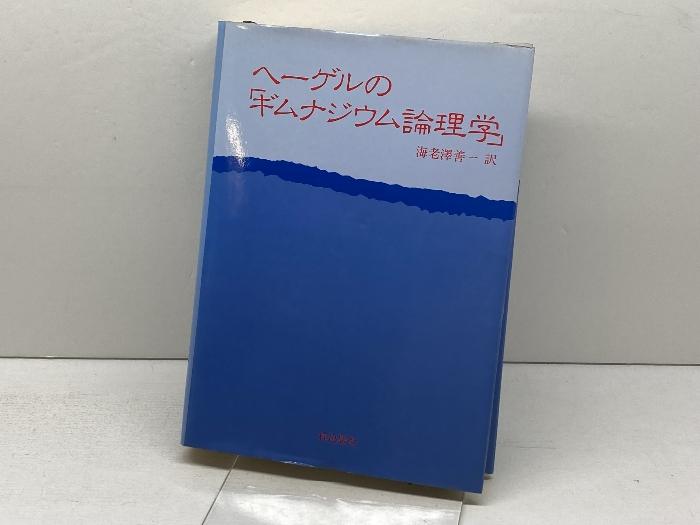 ヘーゲルの
「ギムナジウム論理学」
海老澤善一 訳